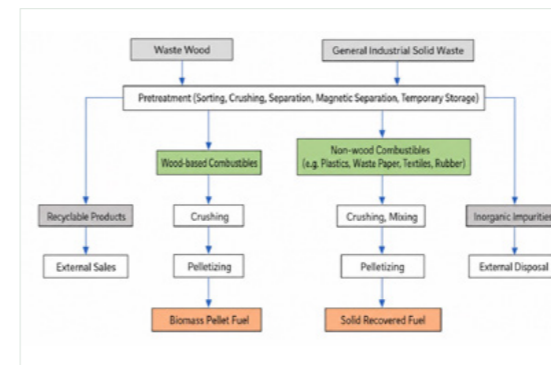 Waste Wood
General Industrial Solid Waste
Pretreatment (Sorting, Crushing, Separation, Magnetic Separation, Temporary Storage)
Wood-based Combustibles
Non-wood Combustibles
(e.g. Plastics, Waste Paper, Textiles, Rubber)
Recyclable Products
Crushing
Crushing, Mixing
Inorganic Impurities
External Sales
Pelletizing
Pelletizing
External Disposal
Biomass Pellet Fuel
Solid Recovered Fuel